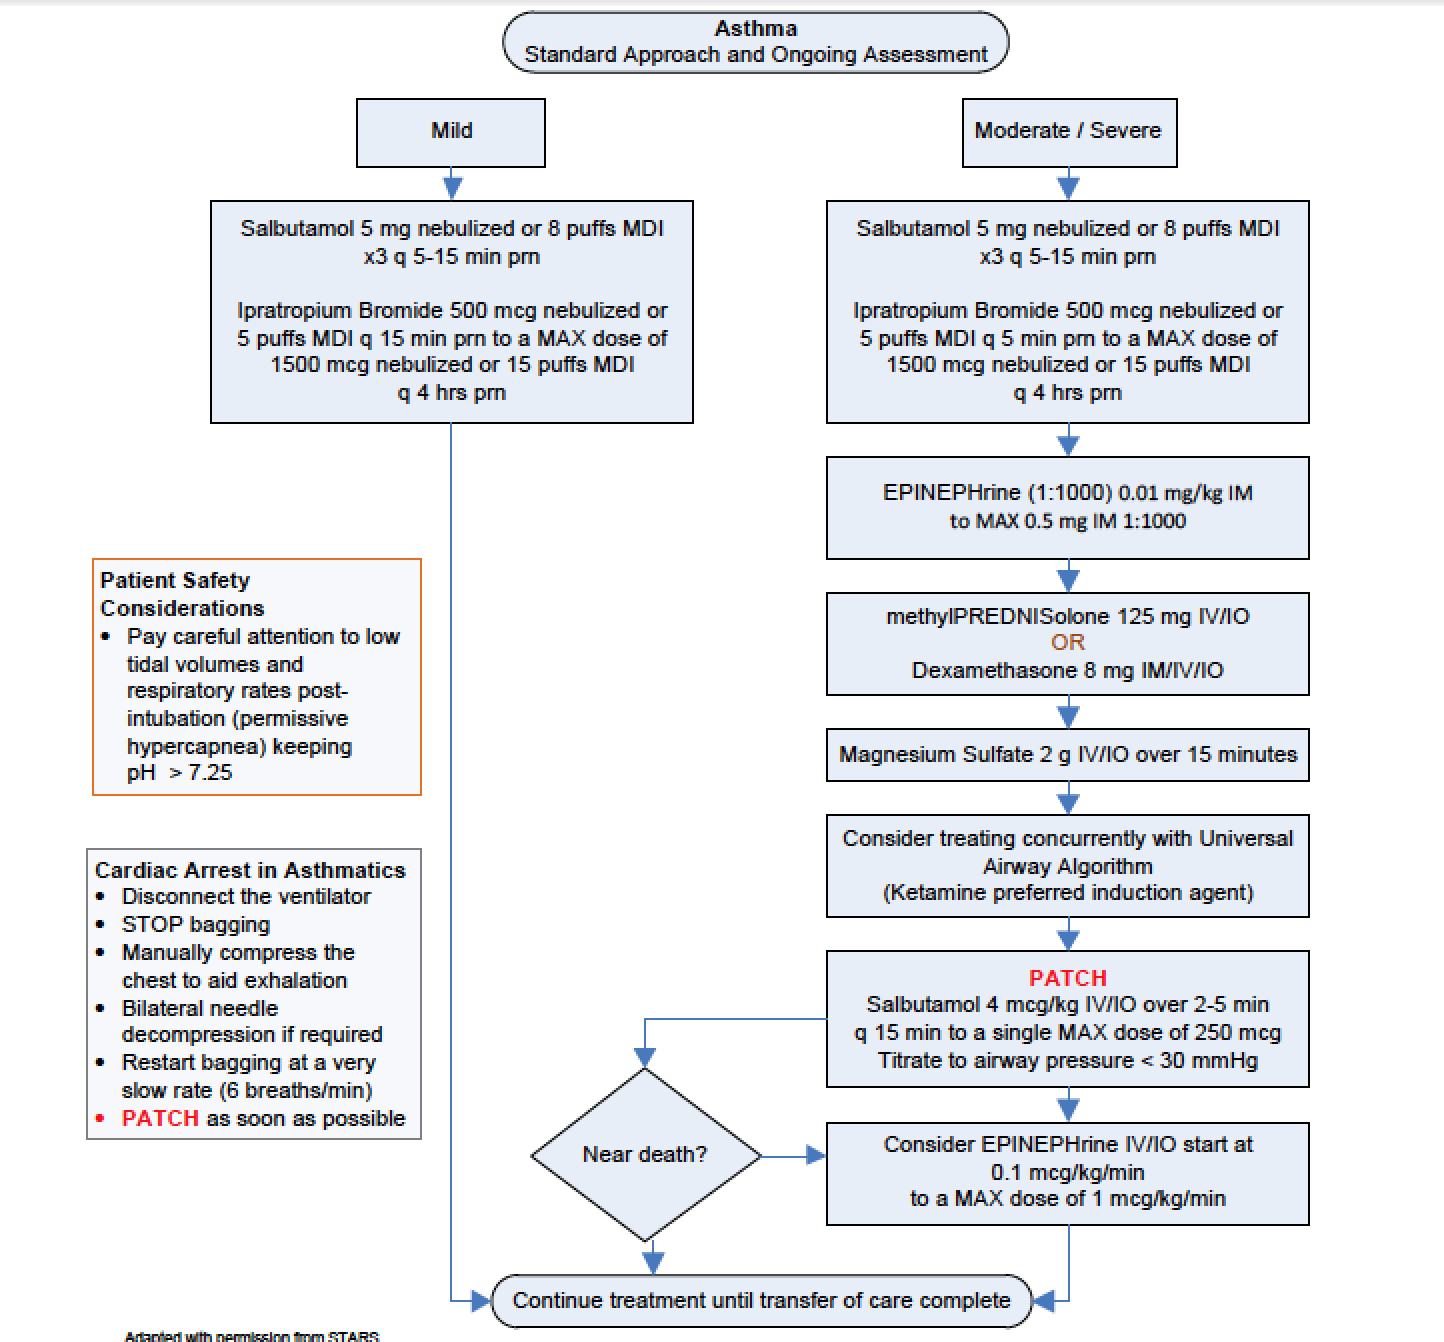 Asthma
Standard Approach and Ongoing Assessment
Mild
Moderate / Severe
Salbutamol 5 mg nebulized or 8 puffs MDI
x3 q 5-15 min prn
Ipratropium Bromide 500 mcg nebulized or
5 puffs MDI q 15 min prn to a MAX dose of
1500 mcg nebulized or 15 puffs MDI
q 4 hrs prn
Salbutamol 5 mg nebulized or 8 puffs MDI
x3 q 5-15 min prn
Ipratropium Bromide 500 mcg nebulized or
5 puffs MDI q 5 min prn to a MAX dose of
1500 mcg nebulized or 15 puffs MDI
q 4 hrs prn
EPINEPHrine (1:1000) 0.01 mg/kg IM
to MAX 0.5 mg IM 1:1000
methylPREDNISolone 125 mg IV/IO
OR
Dexamethasone 8 mg IM/IV/IO
Magnesium Sulfate 2 g IV/IO over 15 minutes
Consider treating concurrently with Universal
Airway Algorithm
(Ketamine preferred induction agent)
PATCH
Salbutamol 4 mcg/kg IV/IO over 2-5 min
q 15 min to a single MAX dose of 250 mcg
Titrate to airway pressure < 30 mmHg
Near death?
Consider EPINEPHrine IV/IO start at
0.1 mcg/kg/min
to a MAX dose of 1 mcg/kg/min
Continue treatment until transfer of care complete
Patient Safety
Considerations
• Pay careful attention to low
tidal volumes and
respiratory rates post-
intubation (permissive
hypercapnea) keeping
pH > 7.25
Cardiac Arrest in Asthmatics
• Disconnect the ventilator
• STOP bagging
• Manually compress the
chest to aid exhalation
• Bilateral needle
decompression if required
• Restart bagging at a very
slow rate (6 breaths/min)
• PATCH as soon as possible
Adapted with permission from STARS